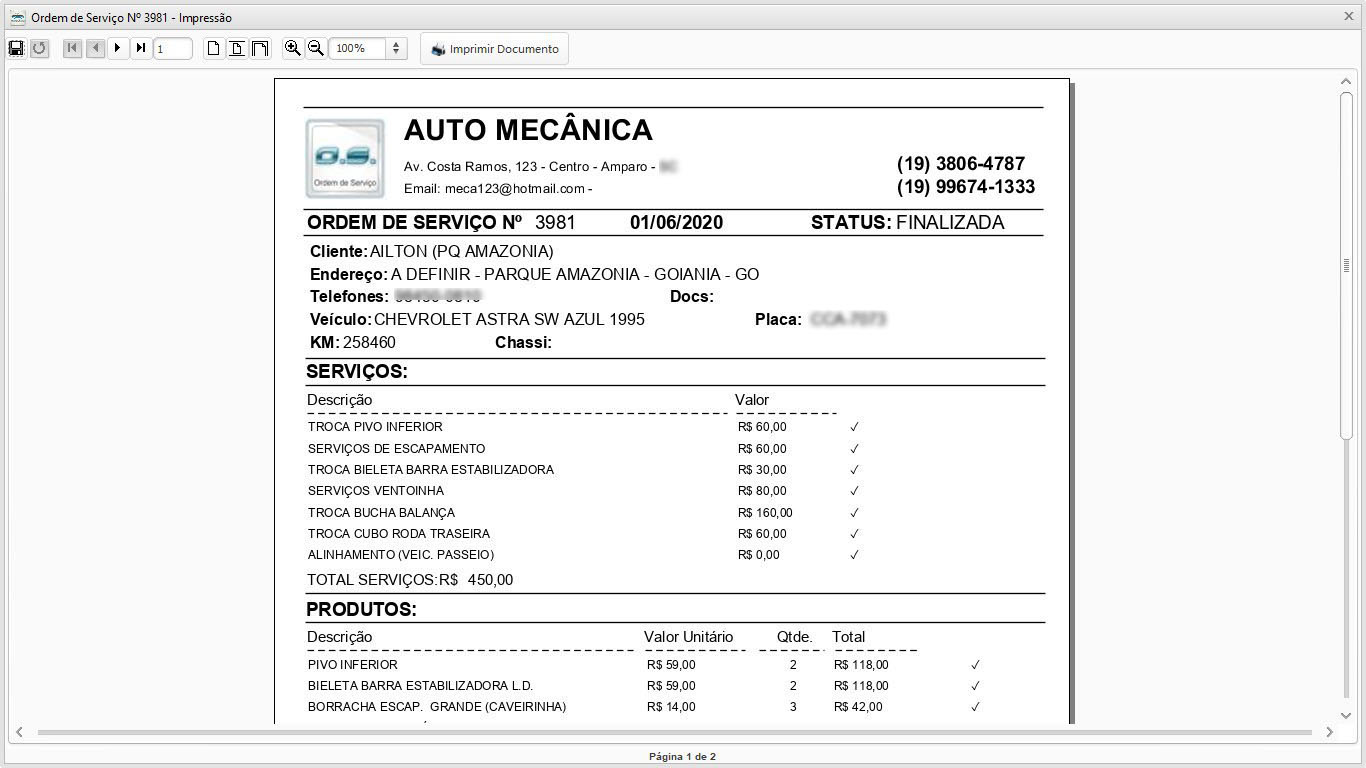 Ordem de Serviço Nº 3981 - Impressão
1
100%
Imprimir Documento
AUTO MECÂNICA
o.s.
Ordem de Serviço
Av. Costa Ramos, 123 - Centro - Amparo -
Email: meca123@hotmail.com -
(19) 3806-4787
(19) 99674-1333
ORDEM DE SERVIÇO Nº 3981 01/06/2020 STATUS: FINALIZADA
Cliente: AILTON (PQ AMAZONIA)
Endereço: A DEFINIR - PARQUE AMAZONIA - GOIANIA - GO
Telefones: Docs:
Veículo: CHEVROLET ASTRA SW AZUL 1995 Placa:
KM: 258460 Chassi:
SERVIÇOS:
Descrição Valor
TROCA PIVO INFERIOR R$ 60,00 ✓
SERVIÇOS DE ESCAPAMENTO R$ 60,00 ✓
TROCA BIELETA BARRA ESTABILIZADORA R$ 30,00 ✓
SERVIÇOS VENTOINHA R$ 80,00 ✓
TROCA BUCHA BALANÇA R$ 160,00 ✓
TROCA CUBO RODA TRASEIRA R$ 60,00 ✓
ALINHAMENTO (VEIC. PASSEIO) R$ 0,00 ✓
TOTAL SERVIÇOS:R$ 450,00
PRODUTOS:
Descrição Valor Unitário Qtde. Total
PIVO INFERIOR R$ 59,00 2 R$ 118,00 ✓
BIELETA BARRA ESTABILIZADORA L.D. R$ 59,00 2 R$ 118,00 ✓
BORRACHA ESCAP. GRANDE (CAVEIRINHA) R$ 14,00 3 R$ 42,00 ✓
Página 1 de 2